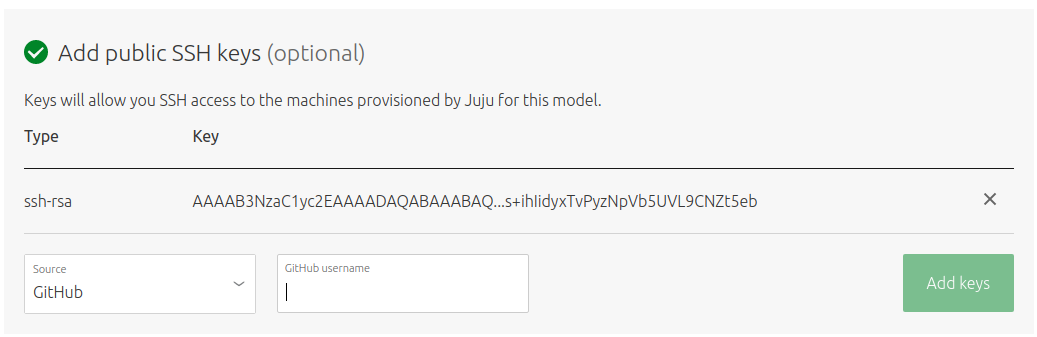 Add public SSH keys (optional)
Keys will allow you SSH access to the machines provisioned by Juju for this model.
Type Key
ssh-rsa AAAAB3NzaC1yc2EAAAADAQABAAABAQ...s+ihIidyxTvPyzNpVb5UVL9CNZt5eb
Source
GitHub
GitHub username
Add keys